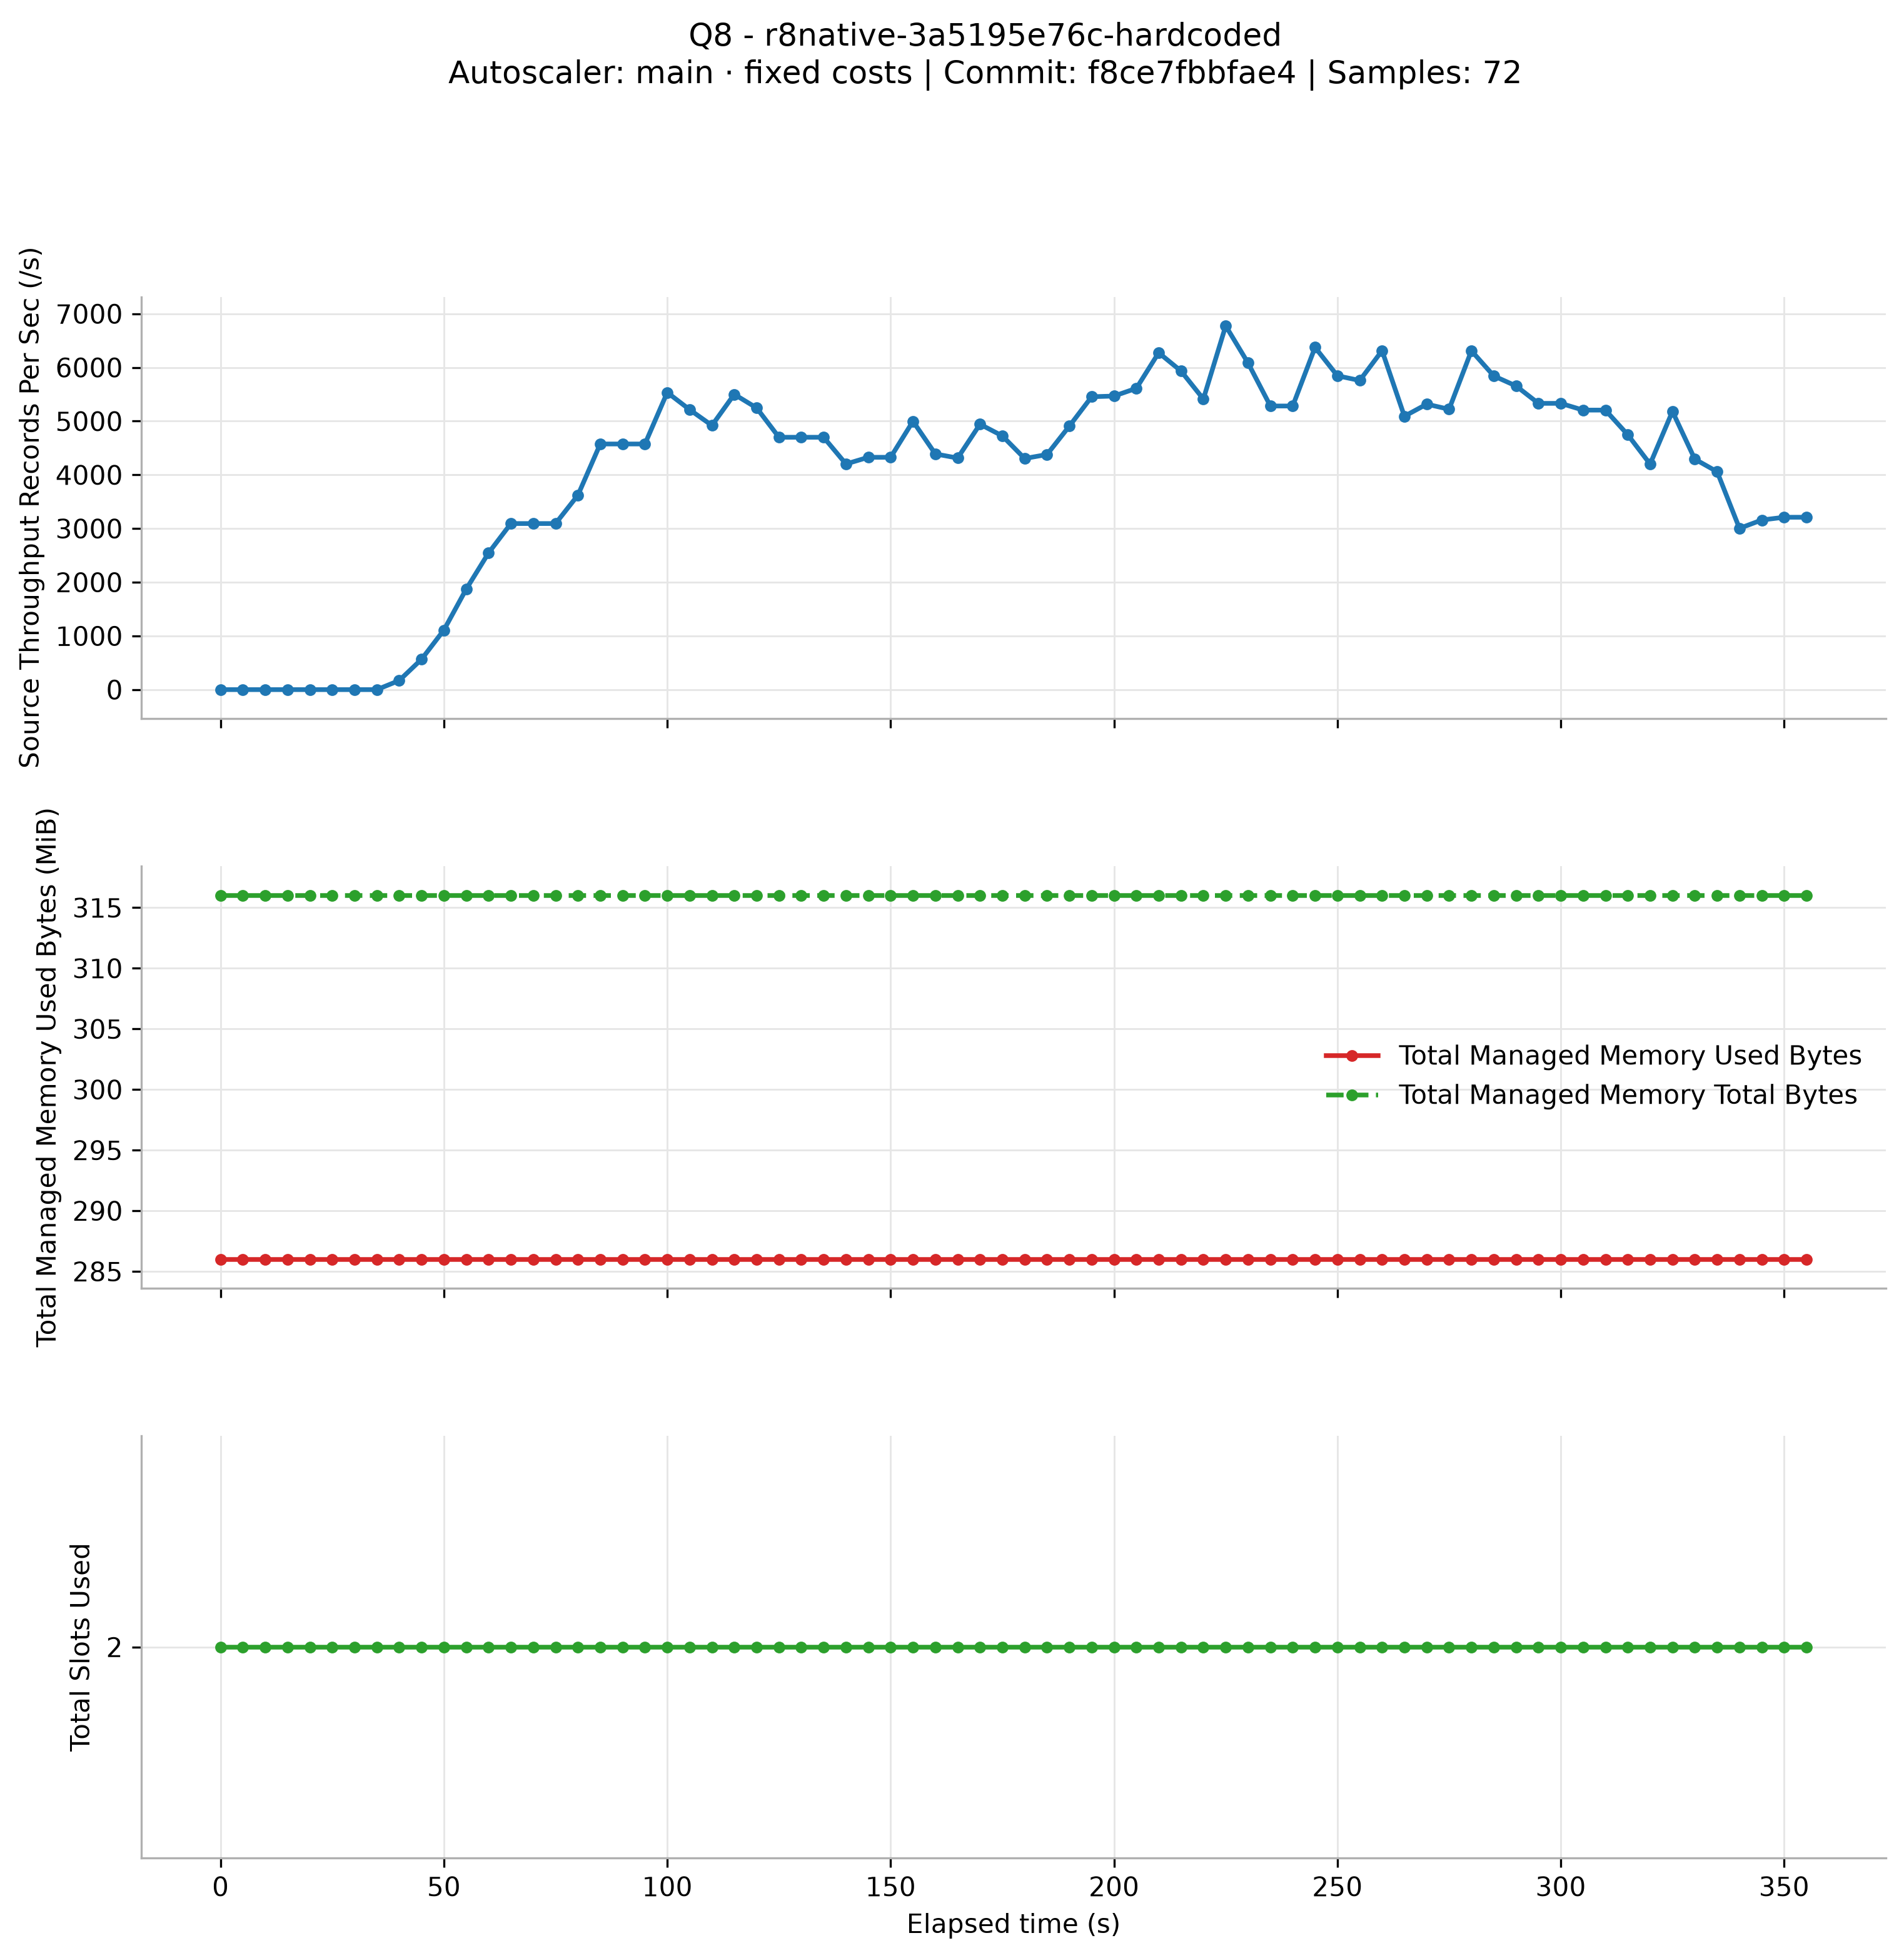 Q8 - r8native-3a5195e76c-hardcoded
Autoscaler: main · fixed costs | Commit: f8ce7fbbfae4 | Samples: 72
Source Throughput Records Per Sec (/s)
7000
6000
5000
4000
3000
2000
1000
0
Total Managed Memory Used Bytes (MiB)
315
310
305
300
295
290
285
Total Managed Memory Used Bytes
Total Managed Memory Total Bytes
Total Slots Used
2
0 50 100 150 200 250 300 350
Elapsed time (s)